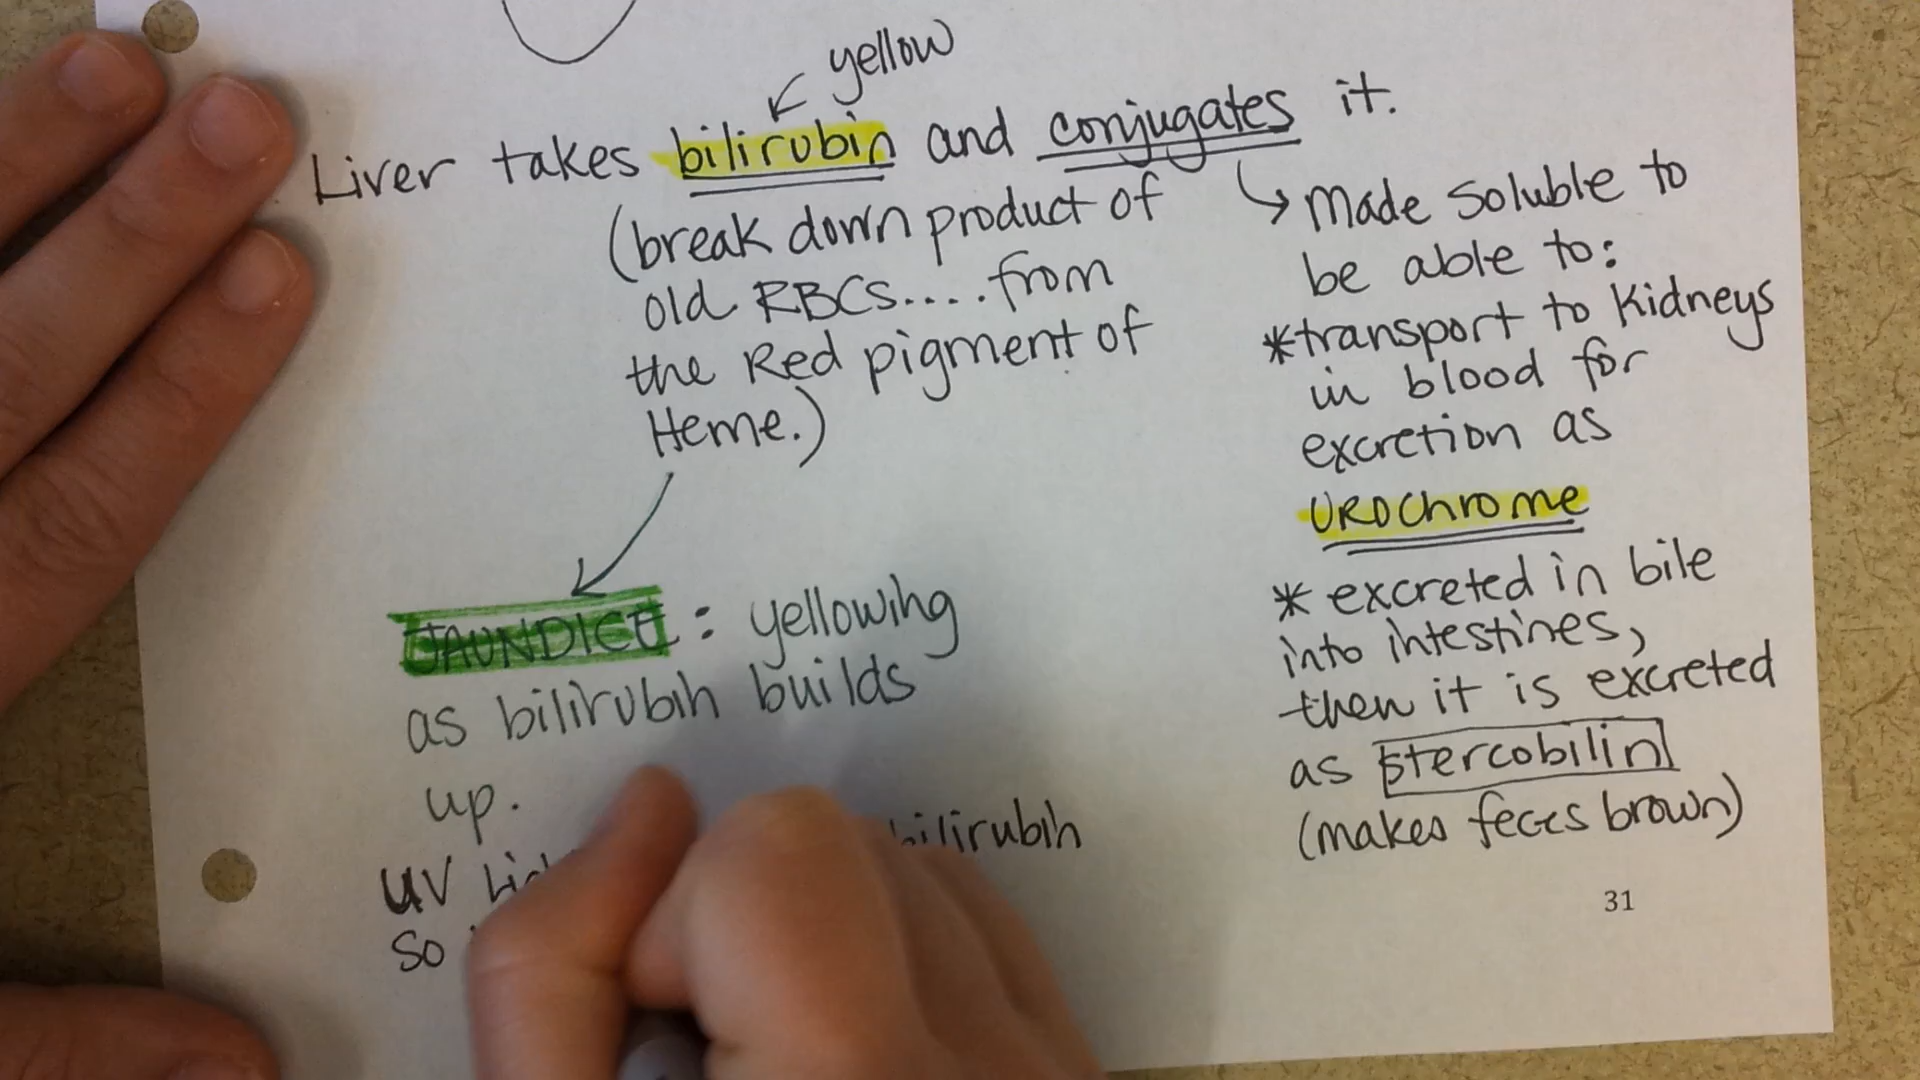 yellow
Liver takes bilirubin and conjugates it.
(break down product of
old RBCs....from
the Red pigment of
Heme.)
made soluble to
be able to:
*transport to kidneys
in blood for
excretion as
UROchrome
* excreted in bile
into intestines,
then it is excreted
as stercobilin
(makes feces brown)
JAUNDICE: yellowing
as bilirubin builds
up.
UV bilirubin
So
31